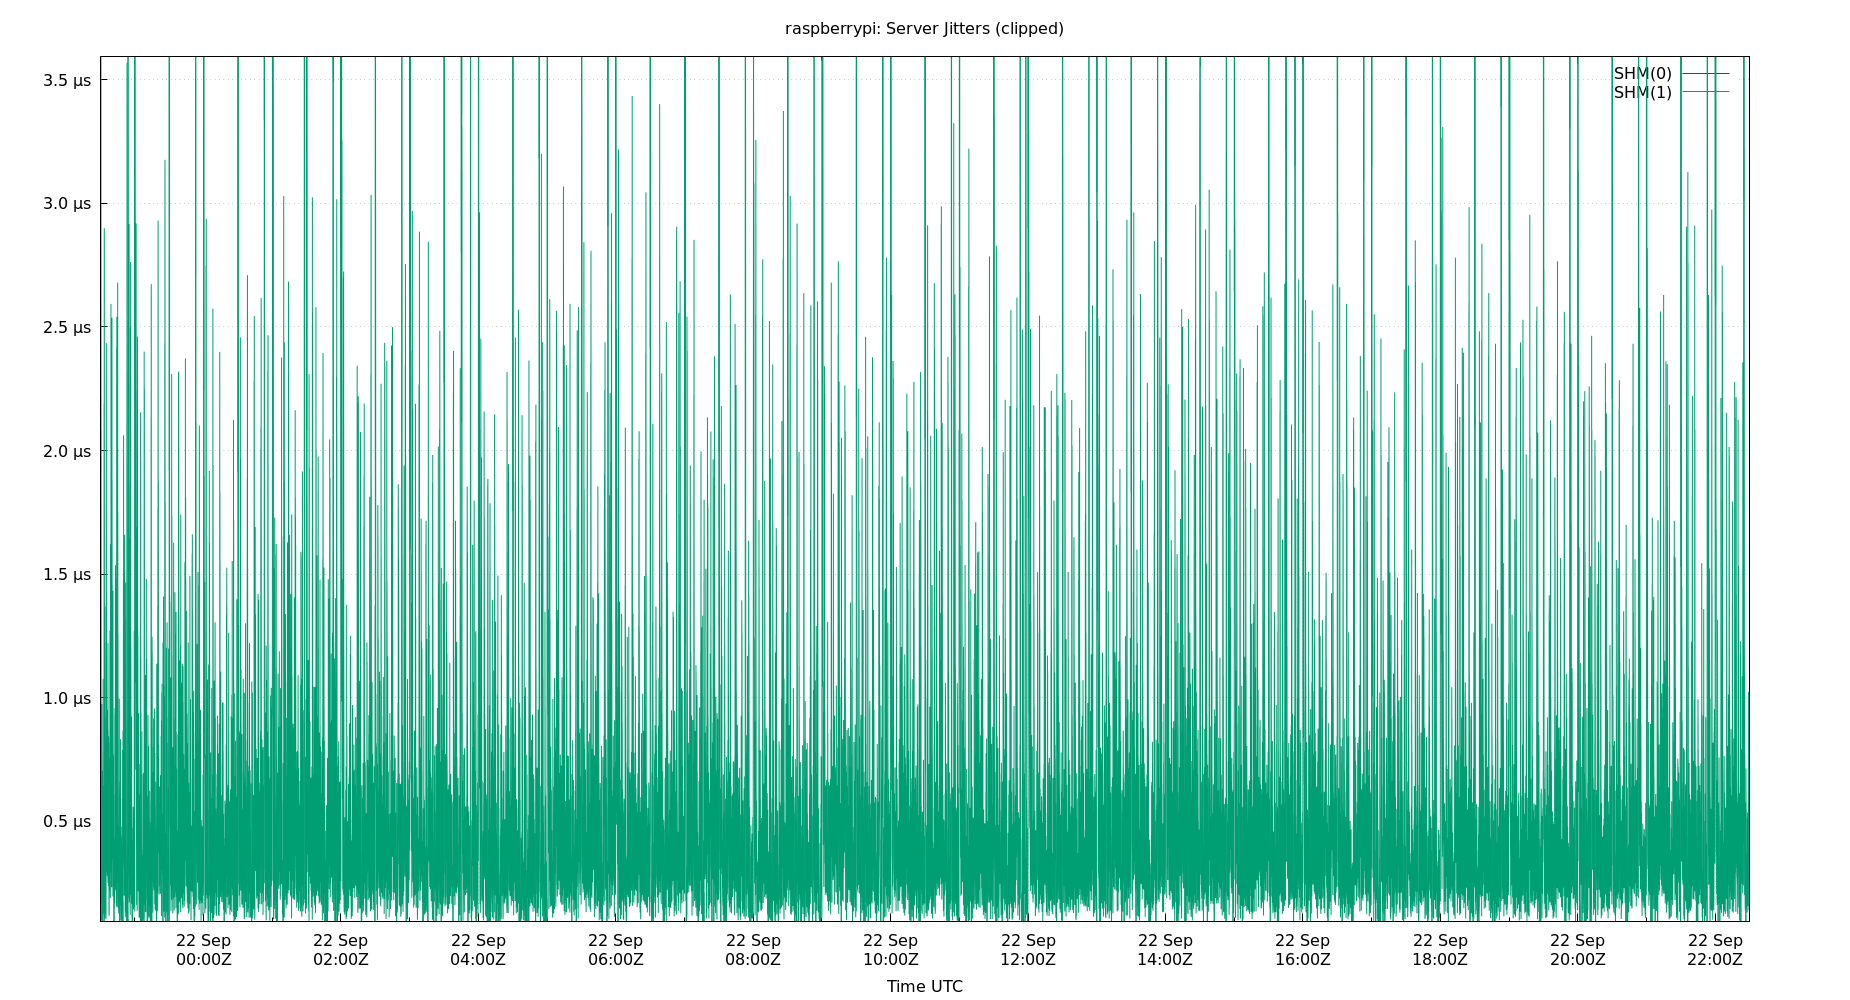 raspberrypi: Server Jitters (clipped)
SHM(0)
SHM(1)
3.5 µs
3.0 µs
2.5 µs
2.0 µs
1.5 µs
1.0 µs
0.5 µs
22 Sep 22 Sep 22 Sep 22 Sep 22 Sep 22 Sep 22 Sep 22 Sep 22 Sep 22 Sep 22 Sep 22 Sep
00:00Z 02:00Z 04:00Z 06:00Z 08:00Z 10:00Z 12:00Z 14:00Z 16:00Z 18:00Z 20:00Z 22:00Z
Time UTC